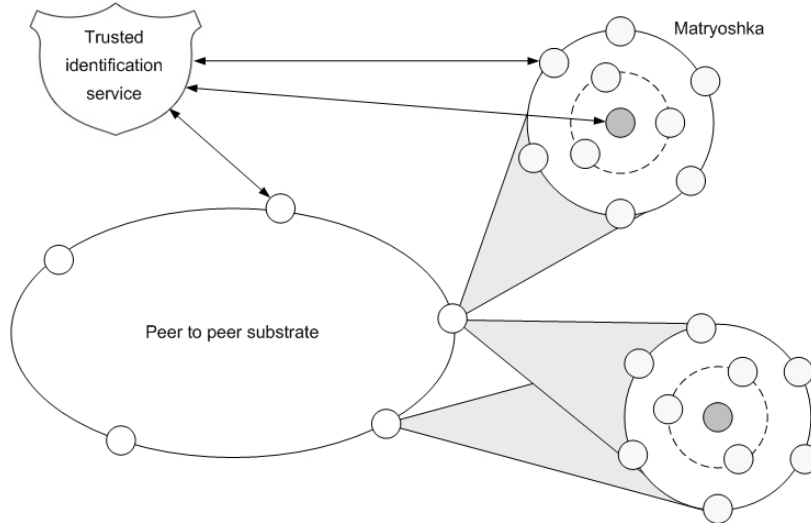 Trusted
identification
service
Matryoshka
Peer to peer substrate